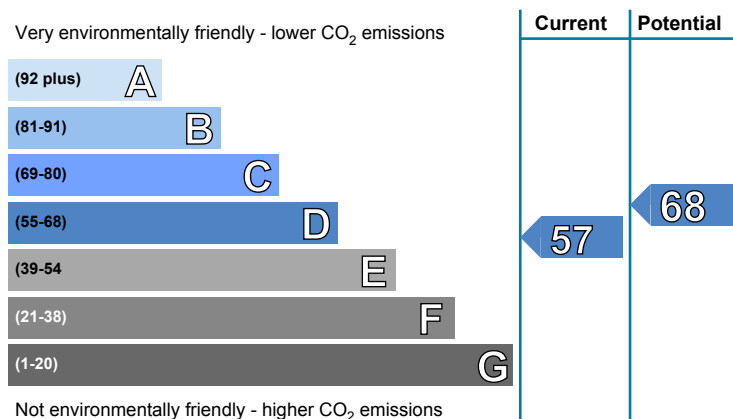 Current Potential
Very environmentally friendly - lower CO2 emissions
(92 plus) A
(81-91) B
(69-80) C
(55-68) D
(39-54 E
(21-38) F
(1-20) G
68
57
Not environmentally friendly - higher CO2 emissions